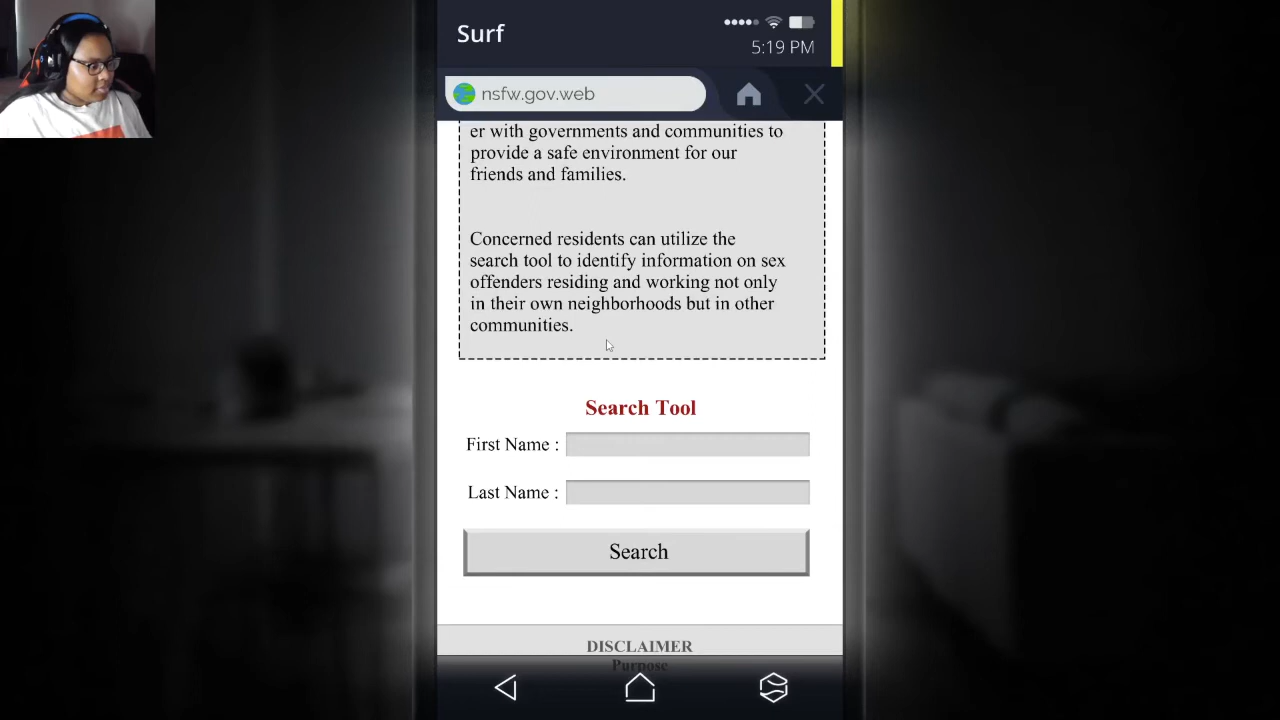 Surf
5:19 PM
nsfw.gov.web
er with governments and communities to
provide a safe environment for our
friends and families.
Concerned residents can utilize the
search tool to identify information on sex
offenders residing and working not only
in their own neighborhoods but in other
communities.
Search Tool
First Name :
Last Name :
Search
DISCLAIMER
Purpose